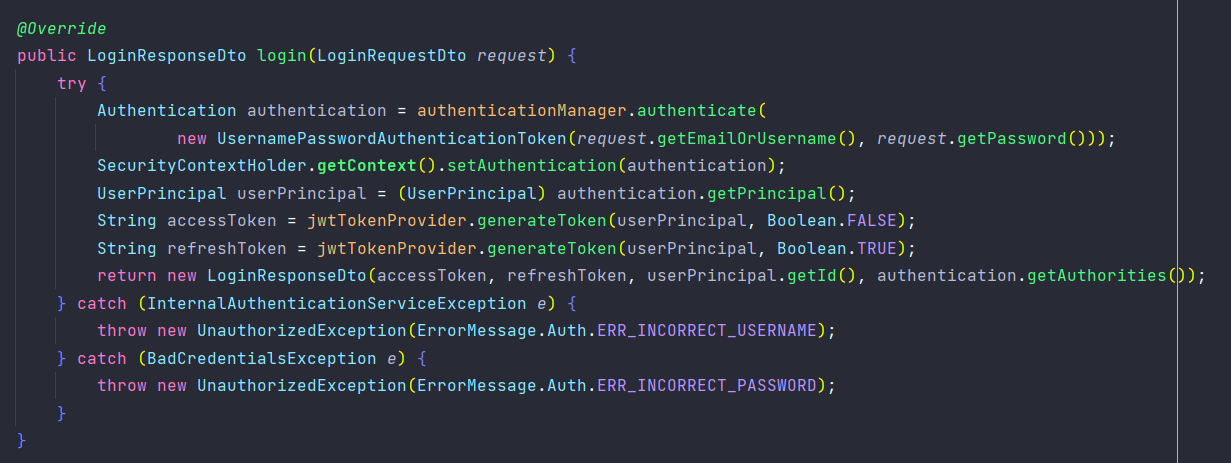 @Override
public LoginResponseDto login(LoginRequestDto request) {
    try {
        Authentication authentication = authenticationManager.authenticate(
                new UsernamePasswordAuthenticationToken(request.getEmailOrUsername(), request.getPassword()));
        SecurityContextHolder.getContext().setAuthentication(authentication);
        UserPrincipal userPrincipal = (UserPrincipal) authentication.getPrincipal();
        String accessToken = jwtTokenProvider.generateToken(userPrincipal, Boolean.FALSE);
        String refreshToken = jwtTokenProvider.generateToken(userPrincipal, Boolean.TRUE);
        return new LoginResponseDto(accessToken, refreshToken, userPrincipal.getId(), authentication.getAuthorities());
    } catch (InternalAuthenticationServiceException e) {
        throw new UnauthorizedException(ErrorMessage.Auth.ERR_INCORRECT_USERNAME);
    } catch (BadCredentialsException e) {
        throw new UnauthorizedException(ErrorMessage.Auth.ERR_INCORRECT_PASSWORD);
    }
}